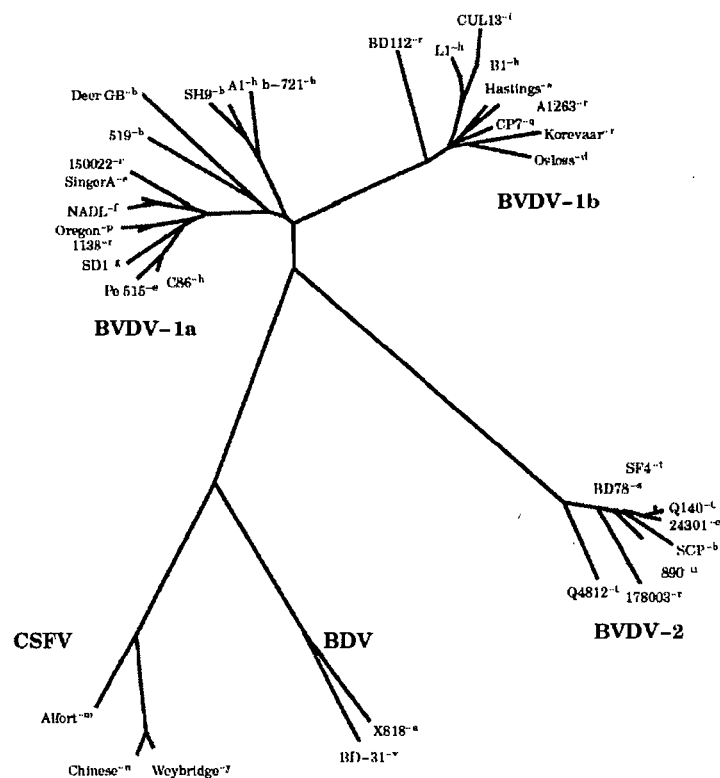 CUL13-i
BD112-r
L1-h
B1-h
Deer GB-b
SH9-b
A1-h
b-721-b
Hastings
A1263-r
CP7-q
Korevaar-r
Osloss-d
519-b
150022-r
SingerA
NADL-f
Oregon-p
1138-r
SD1-g
Pe 515-e
C86-h
BVDV-1b
BVDV-1a
SF4-t
BD78
Q140
24301
SCP-b
890-u
Q4812
178003-r
BVDV-2
CSFV
BDV
Alfort-m
X818-a
BD-31-v
Chinese-n
Weybridge-y